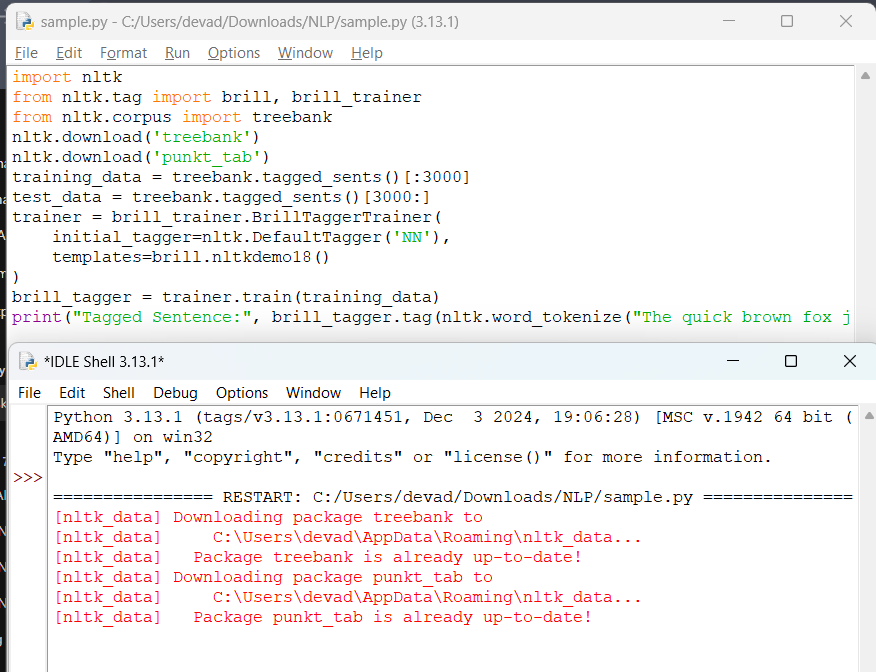 sample.py - C:/Users/devad/Downloads/NLP/sample.py (3.13.1)
File Edit Format Run Options Window Help
import nltk
from nltk.tag import brill, brill_trainer
from nltk.corpus import treebank
nltk.download('treebank')
nltk.download('punkt_tab')
training_data = treebank.tagged_sents()[:3000]
test_data = treebank.tagged_sents()[3000:]
trainer = brill_trainer.BrillTaggerTrainer(
    initial_tagger=nltk.DefaultTagger('NN'),
    templates=brill.nltkdemo18()
)
brill_tagger = trainer.train(training_data)
print("Tagged Sentence:", brill_tagger.tag(nltk.word_tokenize("The quick brown fox j
*IDLE Shell 3.13.1*
File Edit Shell Debug Options Window Help
Python 3.13.1 (tags/v3.13.1:0671451, Dec  3 2024, 19:06:28) [MSC v.1942 64 bit (
AMD64)] on win32
Type "help", "copyright", "credits" or "license()" for more information.
>>>
================ RESTART: C:/Users/devad/Downloads/NLP/sample.py ===============
[nltk_data] Downloading package treebank to
[nltk_data]     C:\Users\devad\AppData\Roaming\nltk_data...
[nltk_data]   Package treebank is already up-to-date!
[nltk_data] Downloading package punkt_tab to
[nltk_data]     C:\Users\devad\AppData\Roaming\nltk_data...
[nltk_data]   Package punkt_tab is already up-to-date!